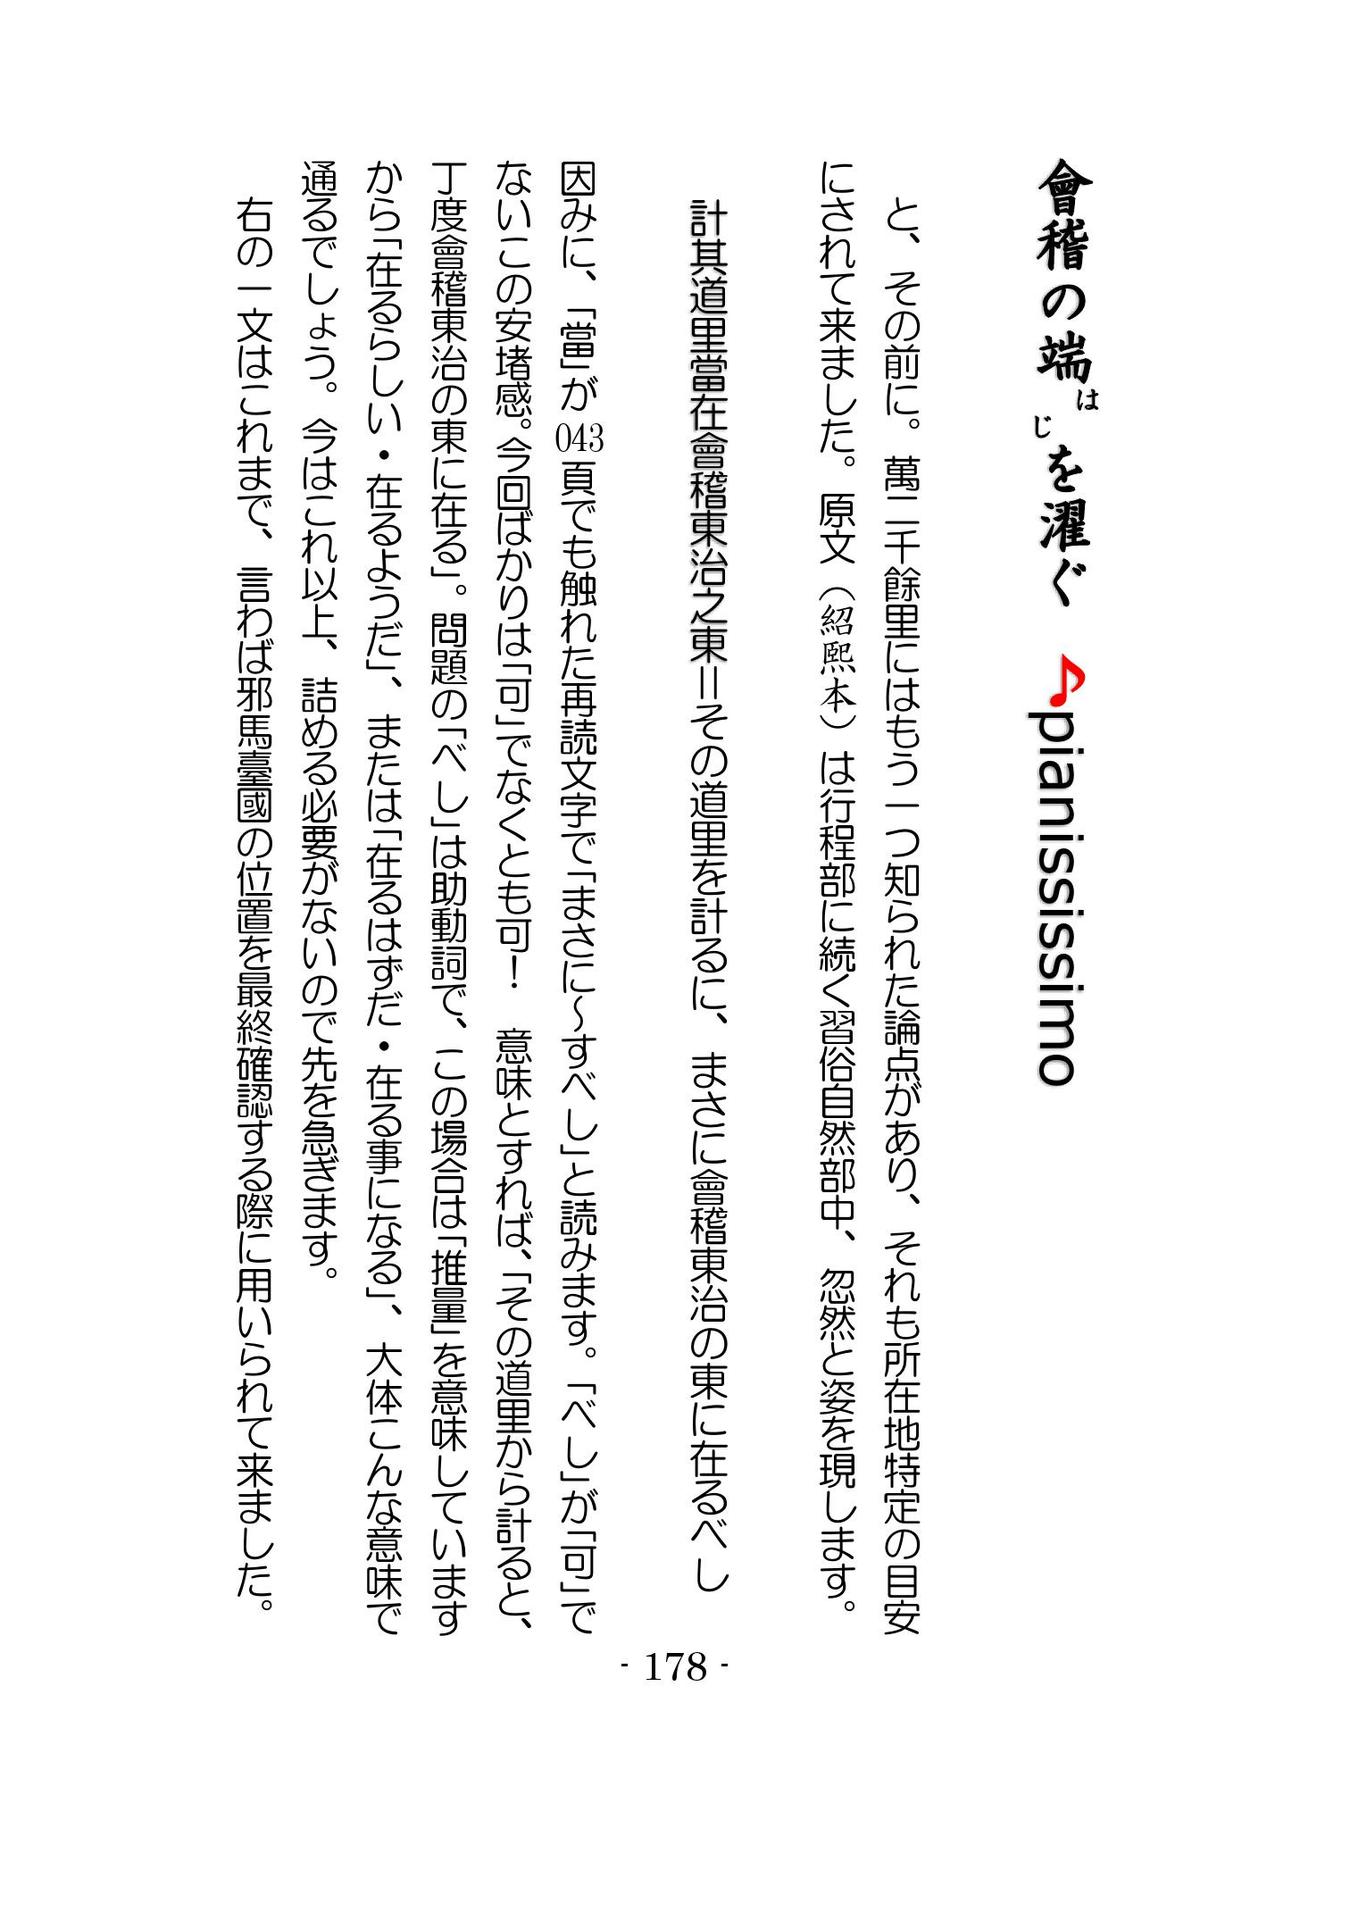 會稽の端はじを濯ぐ　♪pianississimo
と、その前に。萬二千餘里にはもう一つ知られた論点があり、それも所在地特定の目安
にされて来ました。原文（紹熙本）は行程部に続く習俗自然部中、忽然と姿を現します。
計其道里當在會稽東治之東＝その道里を計るに、まさに會稽東治の東に在るべし
因みに、「當」が043頁でも触れた再読文字で「まさに～すべし」と読みます。「べし」が「可」で
ないこの安堵感。今回ばかりは「可」でなくとも可！　意味とすれば、「その道里から計ると、
丁度會稽東治の東に在る」。問題の「べし」は助動詞で、この場合は「推量」を意味しています
から「在るらしい・在るようだ」、または「在るはずだ・在る事になる」、大体こんな意味で
通るでしょう。今はこれ以上、詰める必要がないので先を急ぎます。
右の一文はこれまで、言わば邪馬臺國の位置を最終確認する際に用いられて来ました。
- 178 -